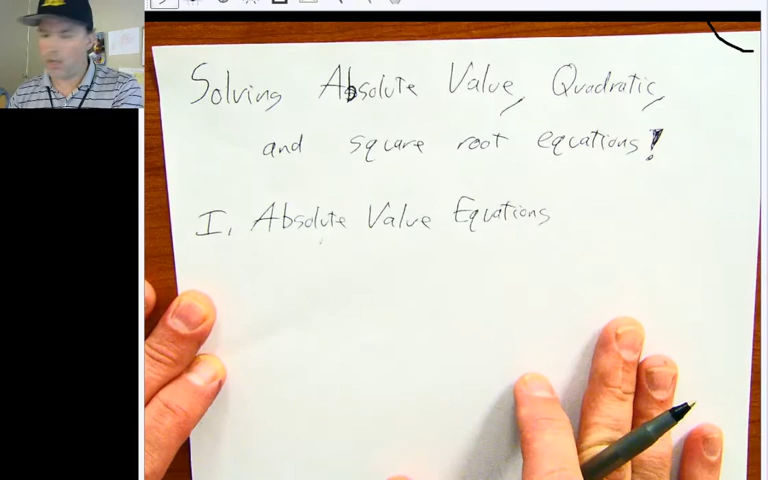 Solving Absolute Value, Quadratic,
and square root equations!
I. Absolute Value Equations